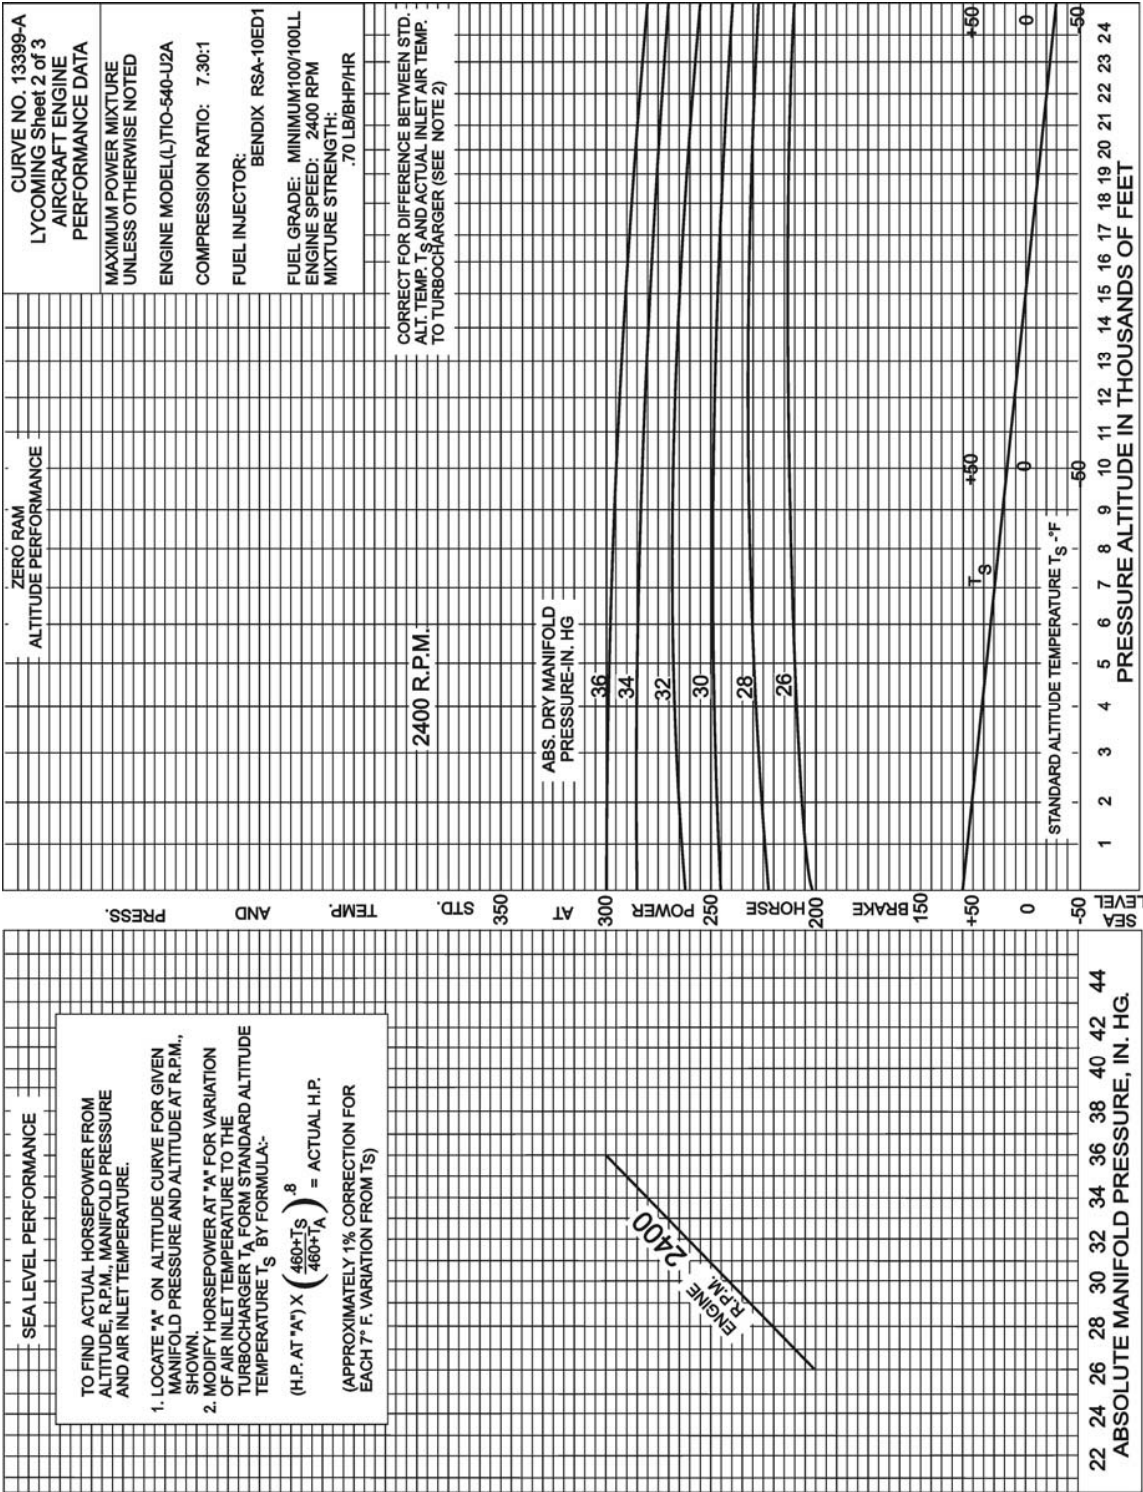 CURVE NO. 13399-A
LYCOMING Sheet 2 of 3
AIRCRAFT ENGINE
PERFORMANCE DATA
MAXIMUM POWER MIXTURE
UNLESS OTHERWISE NOTED
ENGINE MODEL(L)TIO-540-U2A
COMPRESSION RATIO: 7.30:1
FUEL INJECTOR:
BENDIX RSA-10ED1
FUEL GRADE: MINIMUM100/100LL
ENGINE SPEED: 2400 RPM
MIXTURE STRENGTH:
.70 LB/BHP/HR
CORRECT FOR DIFFERENCE BETWEEN STD.
ALT. TEMP. TS AND ACTUAL INLET AIR TEMP.
TO TURBOCHARGER (SEE NOTE 2)
ZERO RAM
ALTITUDE PERFORMANCE
2400 R.P.M.
ABS. DRY MANIFOLD
PRESSURE-IN. HG
36
34
32
30
28
26
+50
0
-50
+50
0
-50
TS
STANDARD ALTITUDE TEMPERATURE TS -°F
1 2 3 4 5 6 7 8 9 10 11 12 13 14 15 16 17 18 19 20 21 22 23 24
PRESSURE ALTITUDE IN THOUSANDS OF FEET
SEA LEVEL PERFORMANCE
TO FIND ACTUAL HORSEPOWER FROM
ALTITUDE, R.P.M., MANIFOLD PRESSURE
AND AIR INLET TEMPERATURE.
1. LOCATE "A" ON ALTITUDE CURVE FOR GIVEN
MANIFOLD PRESSURE AND ALTITUDE AT R.P.M.,
SHOWN.
2. MODIFY HORSEPOWER AT "A" FOR VARIATION
OF AIR INLET TEMPERATURE TO THE
TURBOCHARGER TA FORM STANDARD ALTITUDE
TEMPERATURE TS BY FORMULA:-
(H.P. AT "A") X (460+TS / 460+TA) .8 = ACTUAL H.P.
(APPROXIMATELY 1% CORRECTION FOR
EACH 7° F. VARIATION FROM TS)
ENGINE 2400
R.P.M.
BRAKE HORSE POWER AT STD. TEMP. AND PRESS.
350
300
250
200
150
+50
0
-50
SEA
LEVEL
22 24 26 28 30 32 34 36 38 40 42 44
ABSOLUTE MANIFOLD PRESSURE, IN. HG.